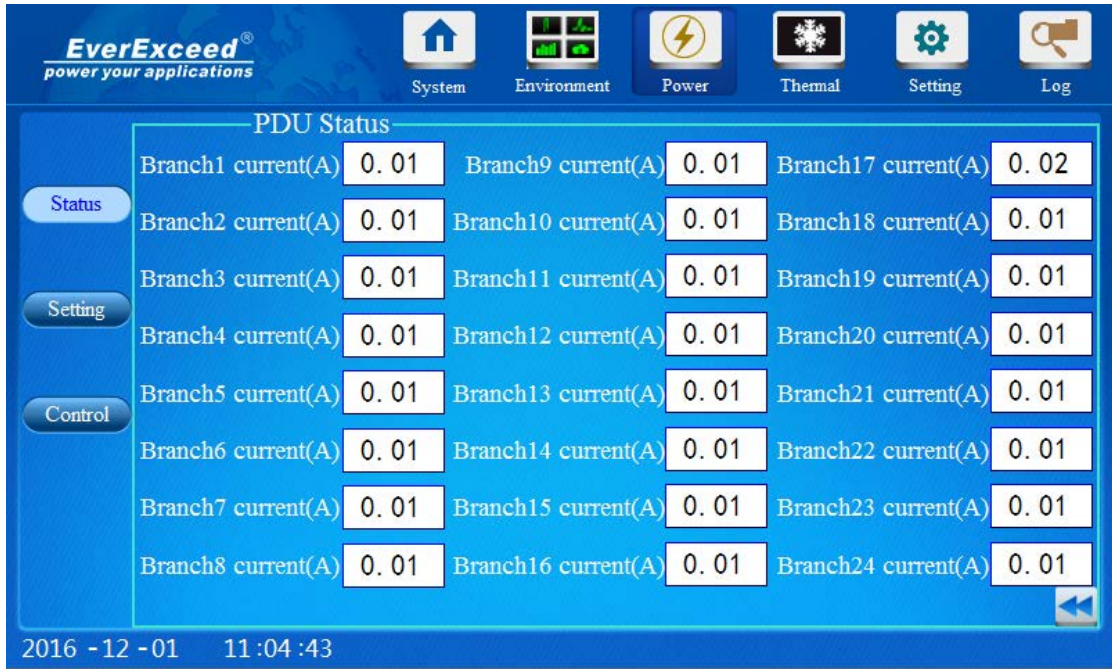 EverExceed®
power your applications
System Environment Power Thermal Setting Log
PDU Status
Branch1 current(A) 0.01 Branch9 current(A) 0.01 Branch17 current(A) 0.02
Status
Branch2 current(A) 0.01 Branch10 current(A) 0.01 Branch18 current(A) 0.01
Branch3 current(A) 0.01 Branch11 current(A) 0.01 Branch19 current(A) 0.01
Setting
Branch4 current(A) 0.01 Branch12 current(A) 0.01 Branch20 current(A) 0.01
Branch5 current(A) 0.01 Branch13 current(A) 0.01 Branch21 current(A) 0.01
Control
Branch6 current(A) 0.01 Branch14 current(A) 0.01 Branch22 current(A) 0.01
Branch7 current(A) 0.01 Branch15 current(A) 0.01 Branch23 current(A) 0.01
Branch8 current(A) 0.01 Branch16 current(A) 0.01 Branch24 current(A) 0.01
2016 -12 -01 11:04 :43